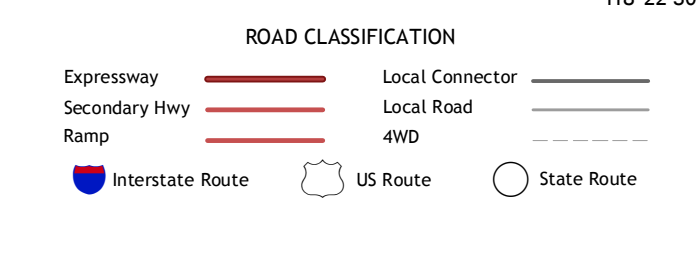 ROAD CLASSIFICATION
Expressway
Local Connector
Secondary Hwy
Local Road
Ramp
4WD
Interstate Route
US Route
State Route